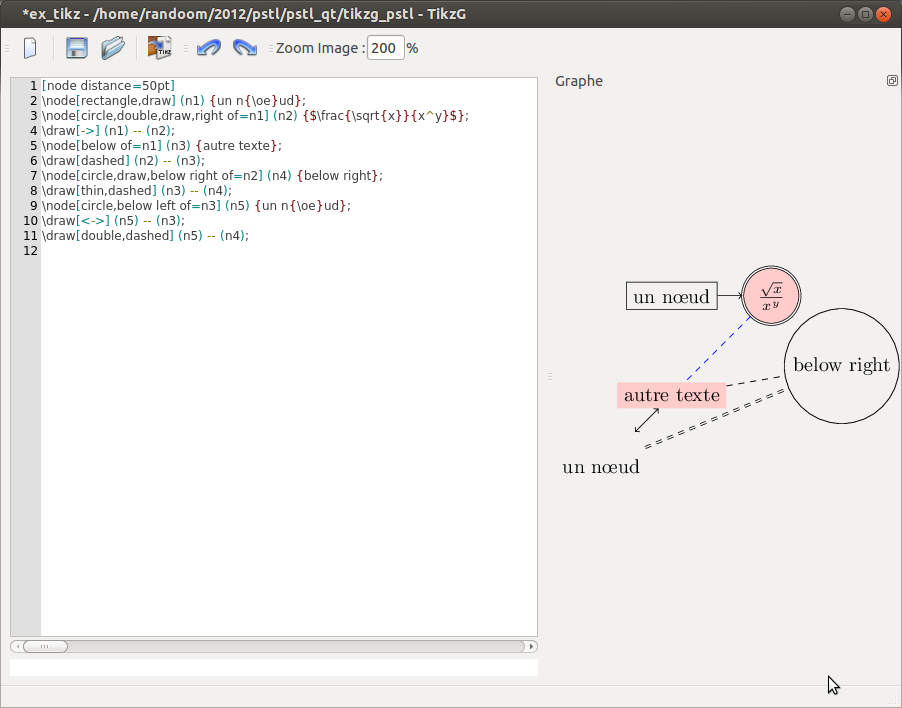 *ex_tikz - /home/randoom/2012/pstl/pstl_qt/tikzg_pstl - TikzG
TikZ
Zoom Image : 200 %
1 [node distance=50pt]
2 \node[rectangle,draw] (n1) {un n{\oe}ud};
3 \node[circle,double,draw,right of=n1] (n2) {$\frac{\sqrt{x}}{x^y}$};
4 \draw[->] (n1) -- (n2);
5 \node[below of=n1] (n3) {autre texte};
6 \draw[dashed] (n2) -- (n3);
7 \node[circle,draw,below right of=n2] (n4) {below right};
8 \draw[thin,dashed] (n3) -- (n4);
9 \node[circle,below left of=n3] (n5) {un n{\oe}ud};
10 \draw[<->] (n5) -- (n3);
11 \draw[double,dashed] (n5) -- (n4);
12
Graphe
un nœud
√x
x^y
below right
autre texte
un nœud